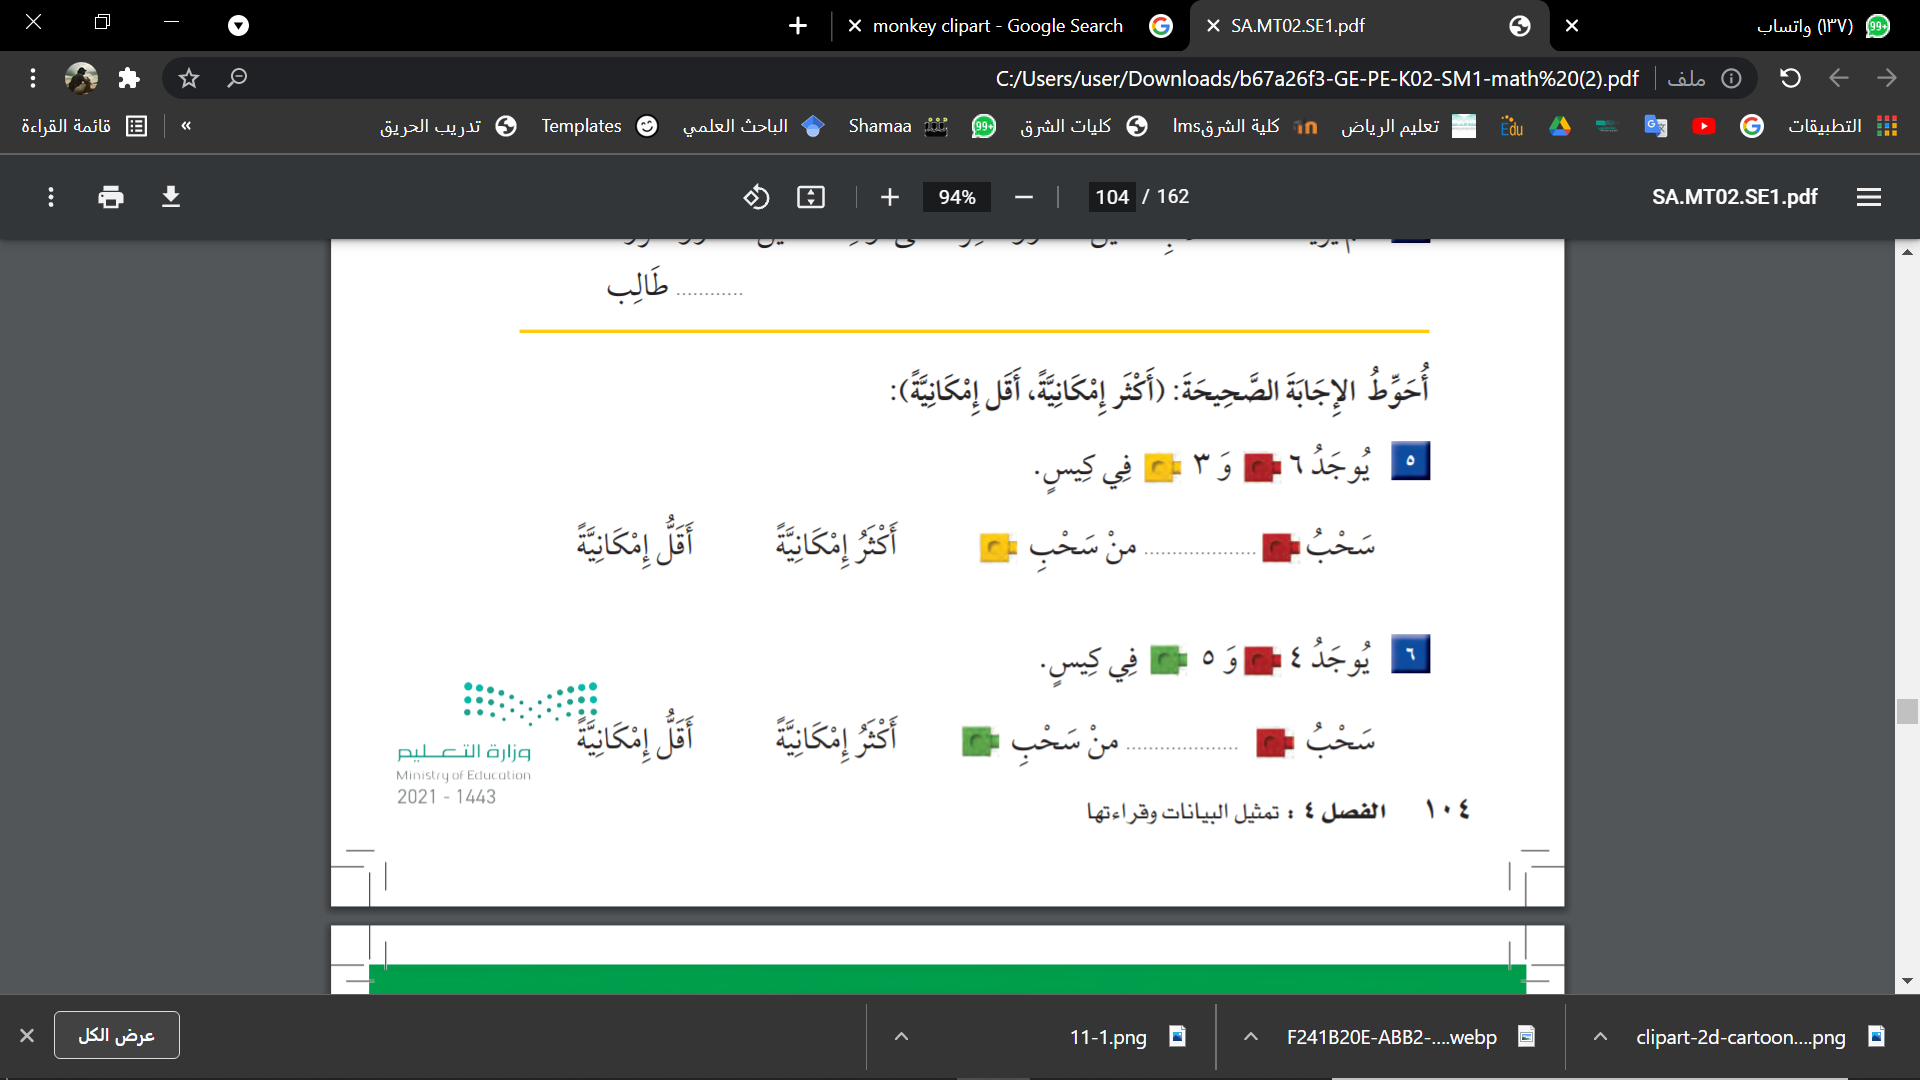 (١٣٧) واتساب
SA.MT02.SE1.pdf
monkey clipart - Google Search
C:/Users/user/Downloads/b67a26f3-GE-PE-K02-SM1-math%20(2).pdf
ملف
التطبيقات
تعليم الرياض
كلية الشرقlms
كليات الشرق
Shamaa
الباحث العلمي
Templates
تدريب الحريق
»
قائمة القراءة
SA.MT02.SE1.pdf
104 / 162
94%
............ طَالِب
أُحَوِّطُ الإِجَابَةَ الصَّحِيحَةَ: (أَكْثَر إِمْكَانِيَّةً، أَقَل إِمْكَانِيَّةً):
٥ يُوجَدُ ٦ وَ ٣ فِي كِيسٍ.
سَحْبُ .................... منْ سَحْبِ أَكْثَرُ إِمْكَانِيَّةً أَقَلُّ إِمْكَانِيَّةً
٦ يُوجَدُ ٤ وَ ٥ فِي كِيسٍ.
سَحْبُ .................... منْ سَحْبِ أَكْثَرُ إِمْكَانِيَّةً أَقَلُّ إِمْكَانِيَّةً
وزارة التعليم
Ministry of Education
2021 - 1443
١٠٤ الفصل ٤ : تمثيل البيانات وقراءتها
clipart-2d-cartoon....png
F241B20E-ABB2-....webp
11-1.png
عرض الكل